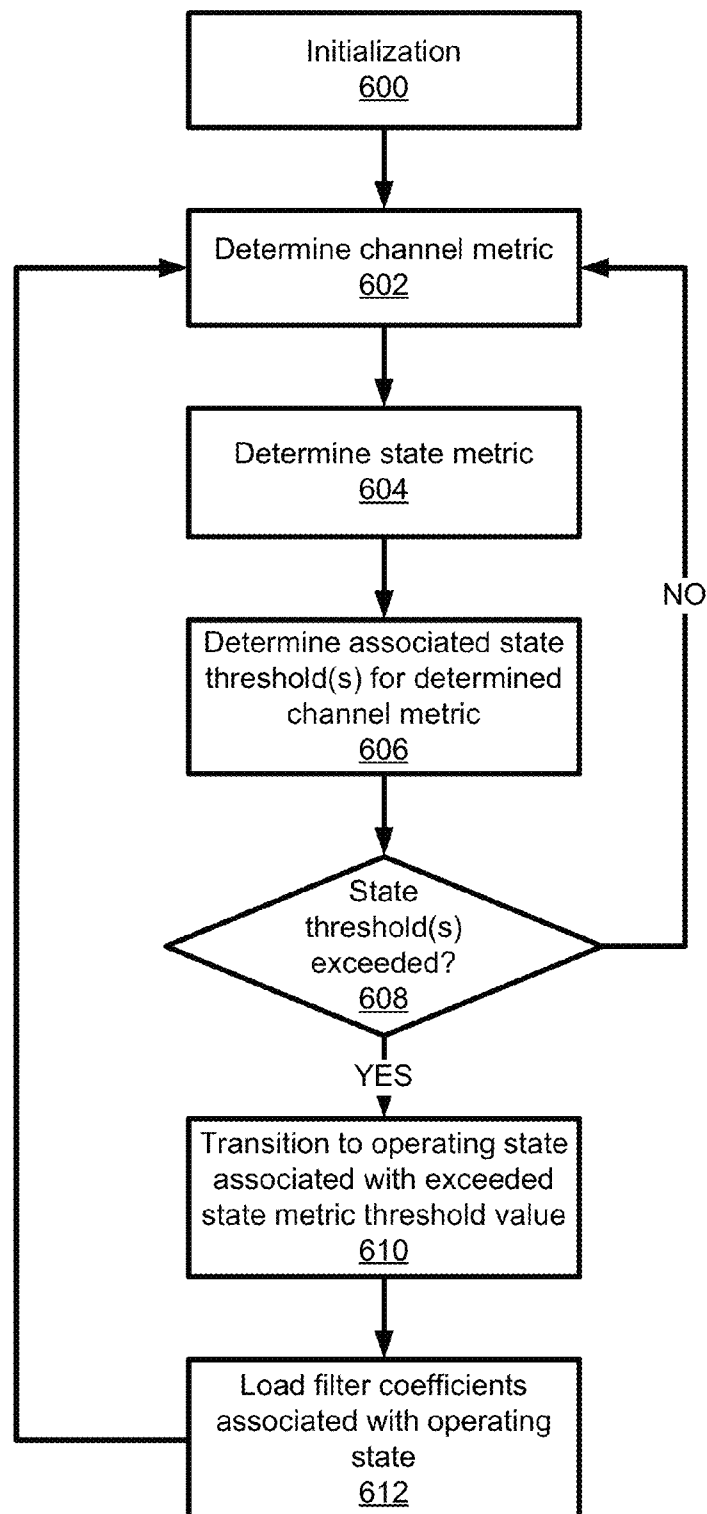 Initialization
600
Determine channel metric
602
Determine state metric
604
Determine associated state
threshold(s) for determined
channel metric
606
State
threshold(s)
exceeded?
608
NO
YES
Transition to operating state
associated with exceeded
state metric threshold value
610
Load filter coefficients
associated with operating
state
612